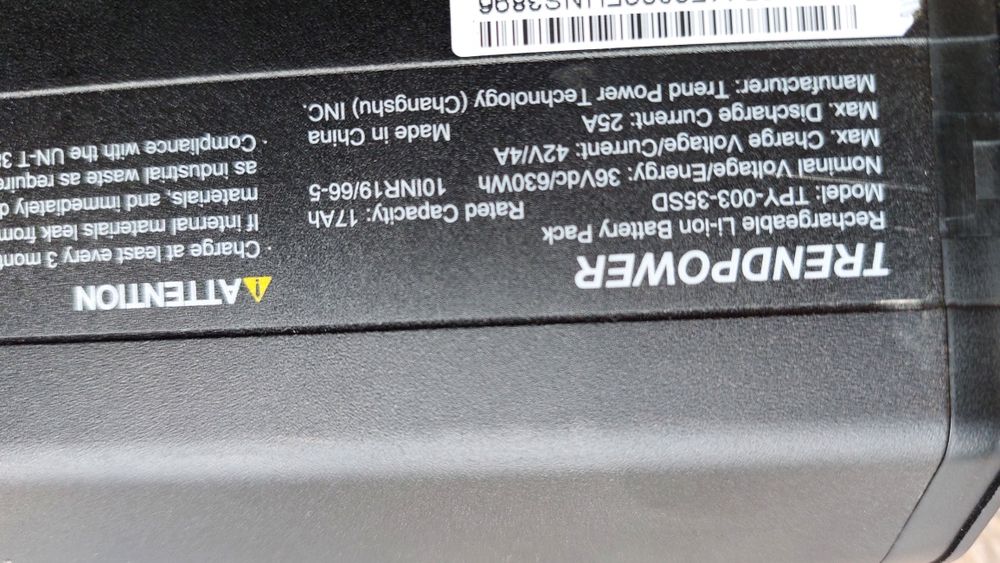 TRENDPOWER
Rechargeable Li-ion Battery Pack
Model: TPY-003-35SD Rated Capacity: 17Ah
Nominal Voltage/Energy: 36Vdc/630Wh 10INR19/66-5
Max. Charge Voltage/Current: 42V/4A
Max. Discharge Current: 25A Made in China
Manufacturer: Trend Power Technology (Changshu) INC.
ATTENTION
· Charge at least every 3
If internal materials leak from
materials, and immediately
as industrial waste as
· Compliance with the UN-T